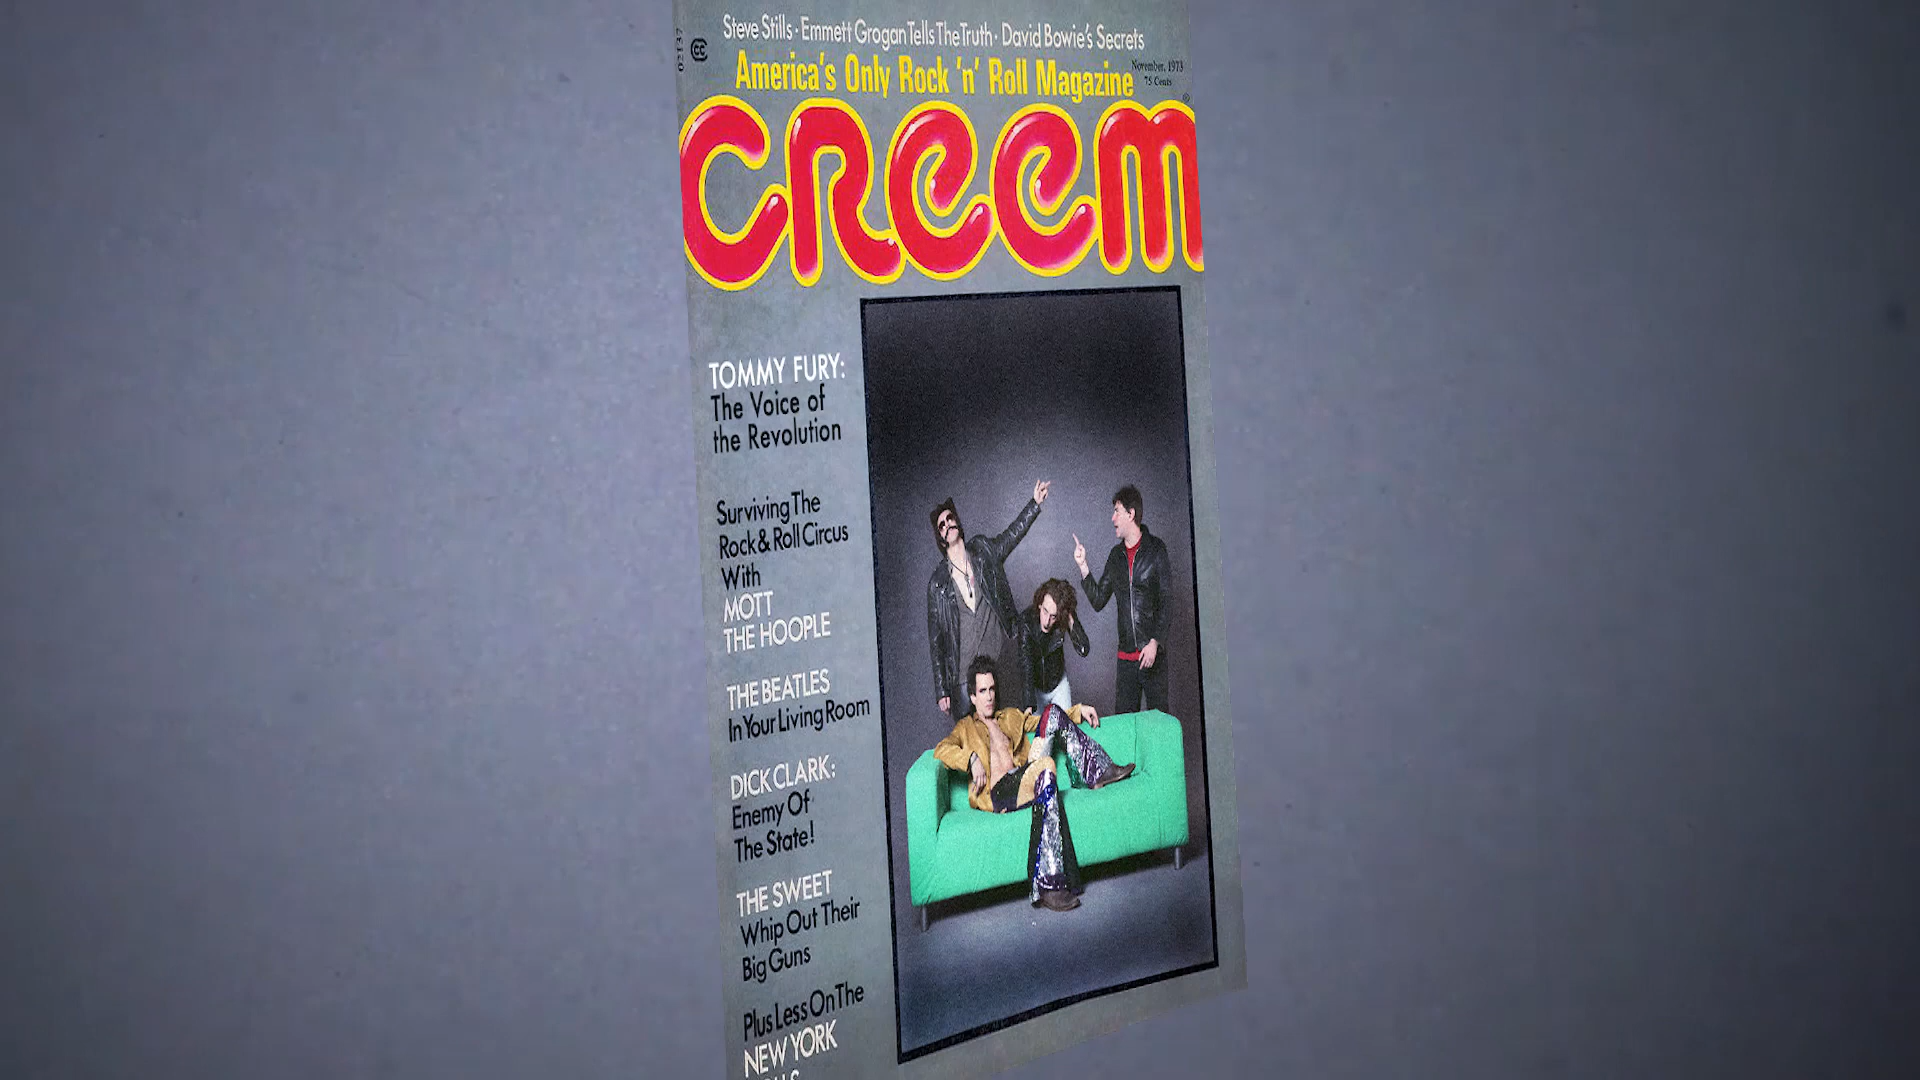 Steve Stills · Emmett Grogan Tells The Truth · David Bowie's Secrets
America's Only Rock 'n' Roll Magazine
November, 1973
75 Cents
02137
CC
creem
TOMMY FURY:
The Voice of
the Revolution
Surviving The
Rock & Roll Circus
With
MOTT
THE HOOPLE
THE BEATLES
In Your Living Room
DICK CLARK:
Enemy Of
The State!
THE SWEET
Whip Out Their
Big Guns
Plus Less On The
NEW YORK